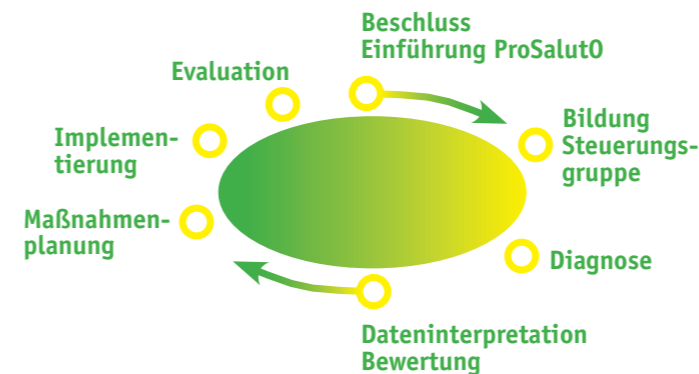 Beschluss
Einführung ProSalutO
Bildung
Steuerungs-
gruppe
Diagnose
Dateninterpretation
Bewertung
Maßnahmen-
planung
Implemen-
tierung
Evaluation